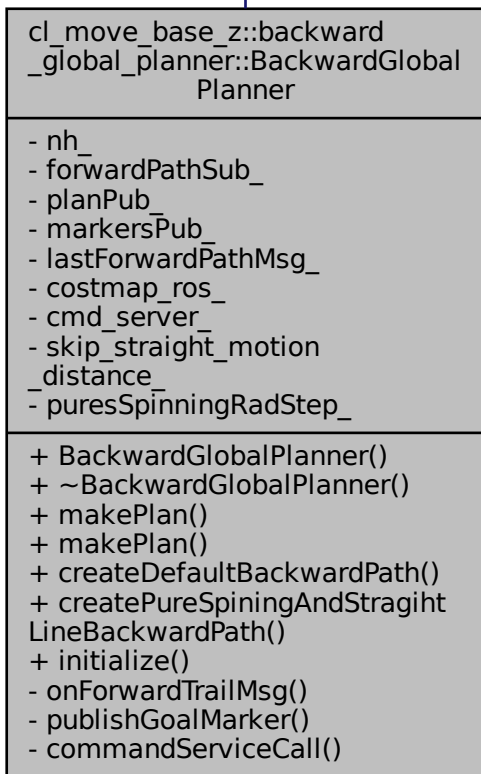 cl_move_base_z::backward
_global_planner::BackwardGlobal
Planner
- nh_
- forwardPathSub_
- planPub_
- markersPub_
- lastForwardPathMsg_
- costmap_ros_
- cmd_server_
- skip_straight_motion
_distance_
- puresSpinningRadStep_
+ BackwardGlobalPlanner()
+ ~BackwardGlobalPlanner()
+ makePlan()
+ makePlan()
+ createDefaultBackwardPath()
+ createPureSpiningAndStragiht
LineBackwardPath()
+ initialize()
- onForwardTrailMsg()
- publishGoalMarker()
- commandServiceCall()